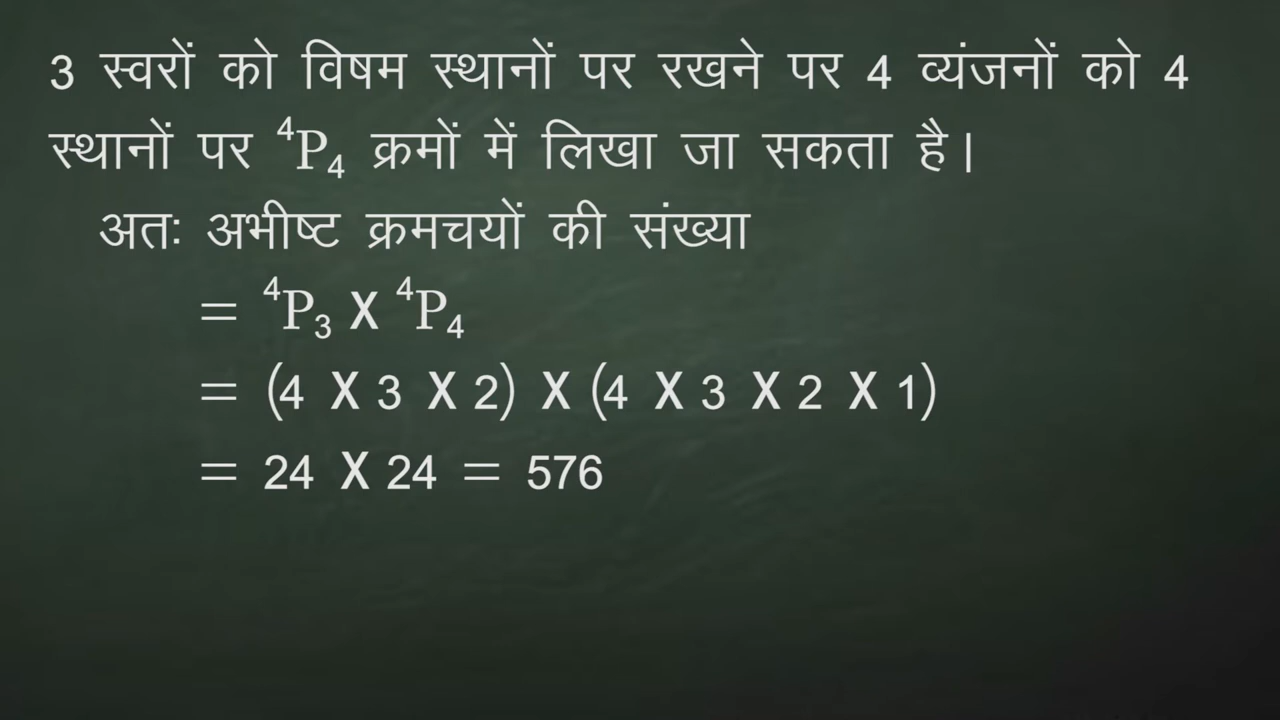 3 स्वरों को विषम स्थानों पर रखने पर 4 व्यंजनों को 4
स्थानों पर ⁴P₄ क्रमों में लिखा जा सकता है।
अतः अभीष्ट क्रमचयों की संख्या
= ⁴P₃ X ⁴P₄
= (4 X 3 X 2) X (4 X 3 X 2 X 1)
= 24 X 24 = 576